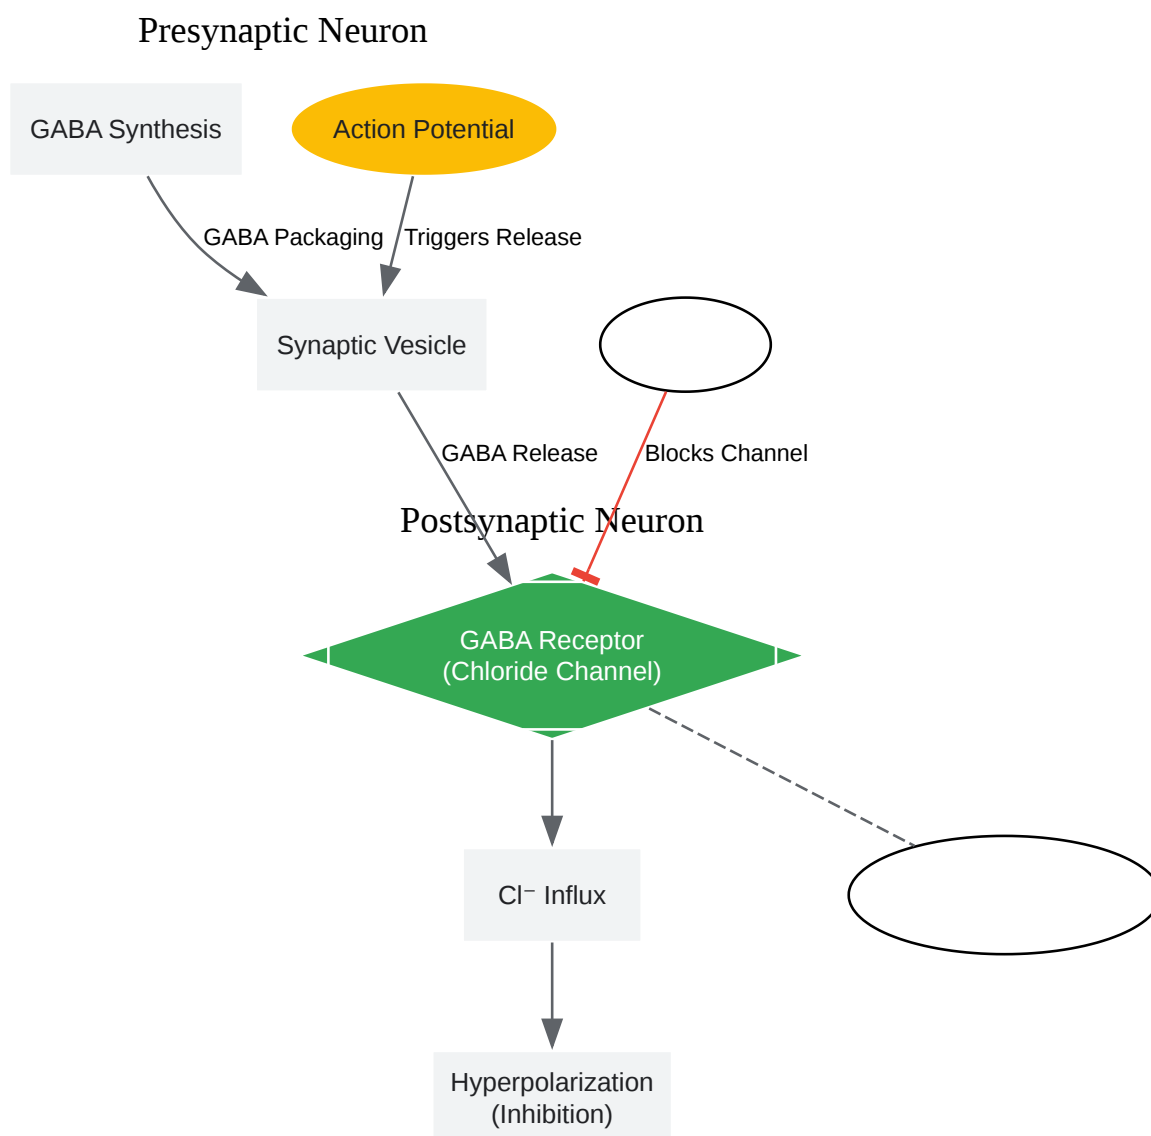 Presynaptic Neuron
GABA Synthesis
Action Potential
GABA Packaging
Triggers Release
Synaptic Vesicle
GABA Release
Blocks Channel
Postsynaptic Neuron
GABA Receptor
(Chloride Channel)
Cl⁻ Influx
Hyperpolarization
(Inhibition)